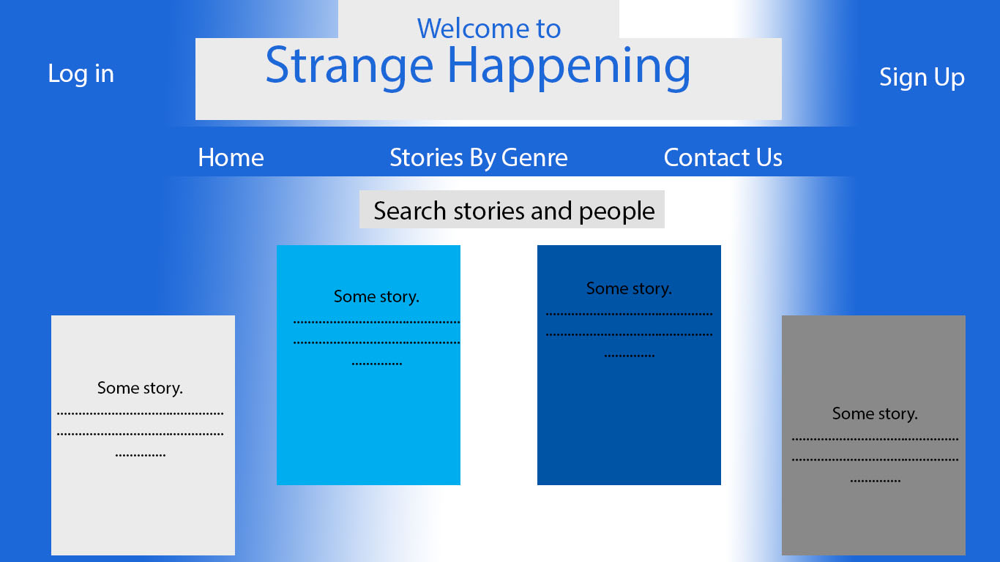 Welcome to
Strange Happening
Log in
Sign Up
Home
Stories By Genre
Contact Us
Search stories and people
Some story.
...............................................
...............................................
..............
Some story.
...............................................
...............................................
..............
Some story.
...............................................
...............................................
..............
Some story.
...............................................
...............................................
..............